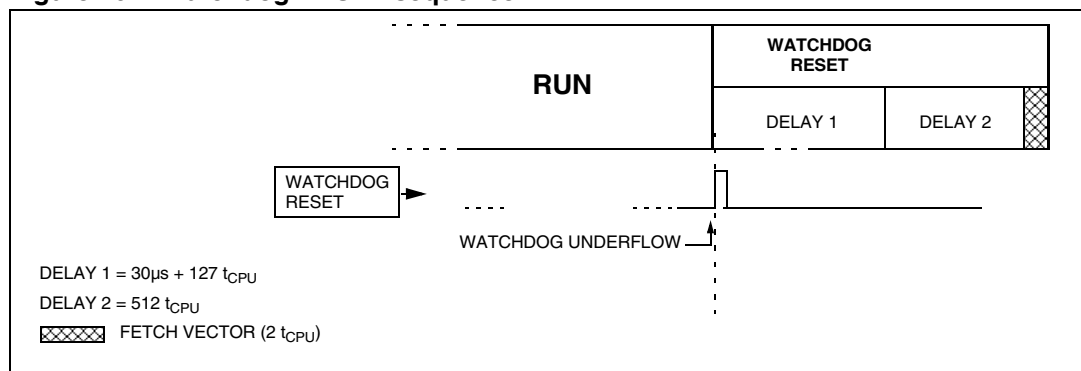 WATCHDOG
RESET
RUN
DELAY 1
DELAY 2
WATCHDOG
RESET
WATCHDOG UNDERFLOW
DELAY 1 = 30µs + 127 tCPU
DELAY 2 = 512 tCPU
FETCH VECTOR (2 tCPU)